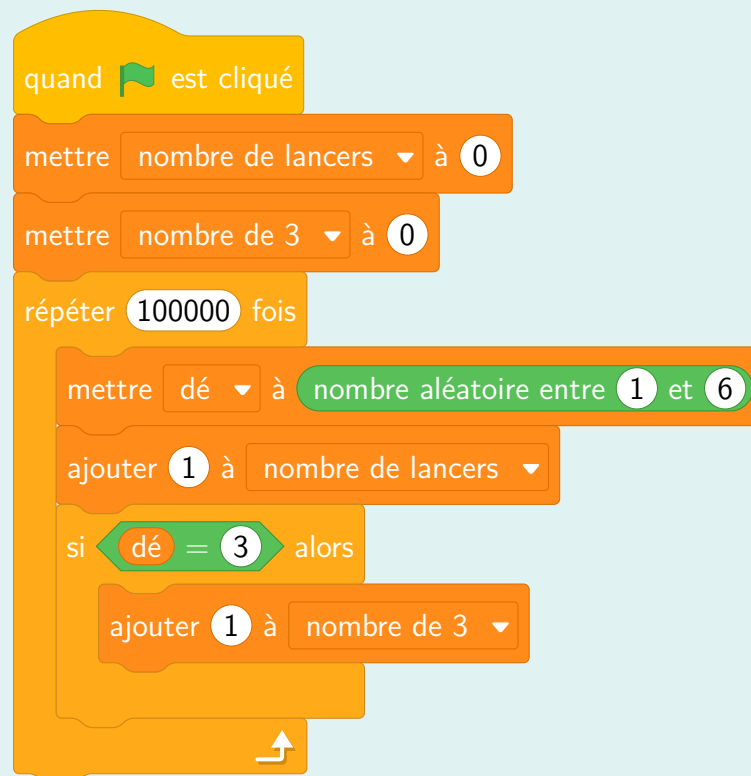 quand est cliqué
mettre nombre de lancers à 0
mettre nombre de 3 à 0
répéter 100000 fois
mettre dé à nombre aléatoire entre 1 et 6
ajouter 1 à nombre de lancers
si dé = 3 alors
ajouter 1 à nombre de 3